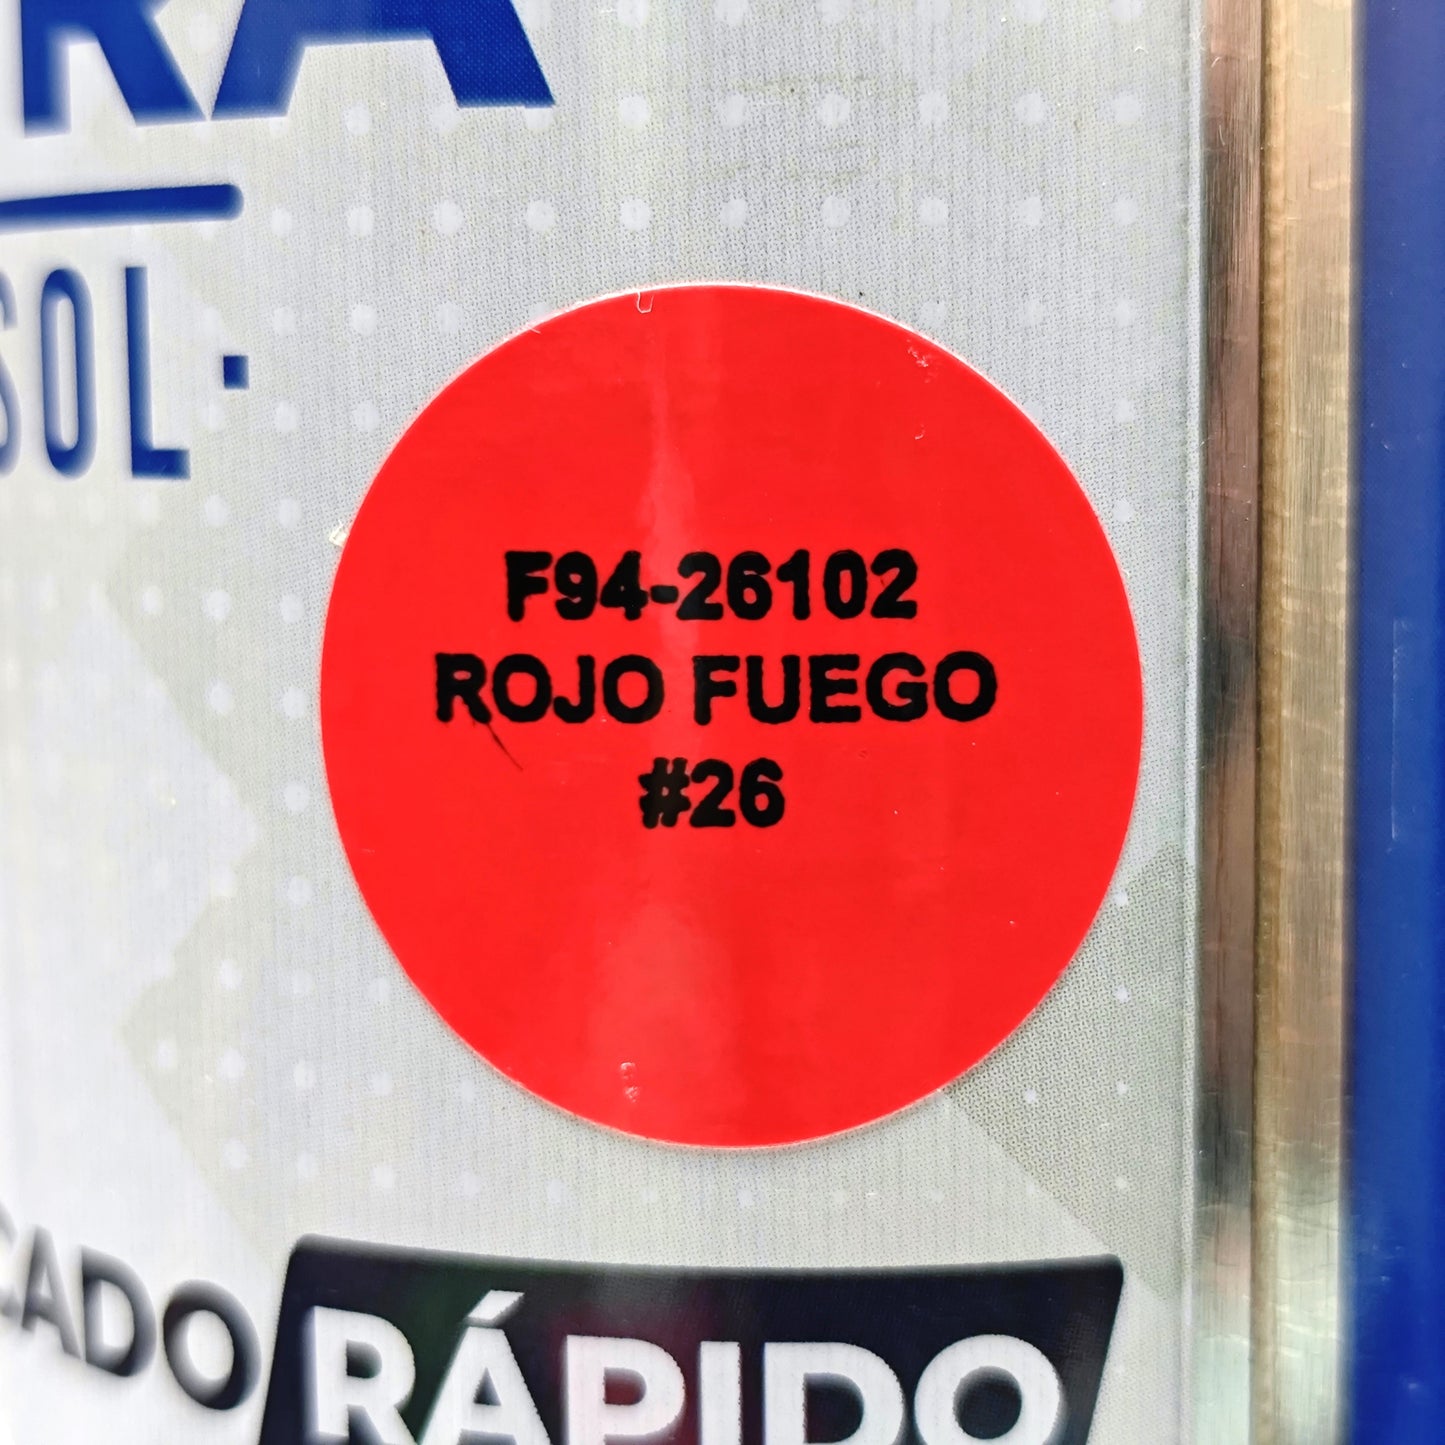 RA
SOL·
F94-26102
ROJO FUEGO
#26
CADO RÁPIDO